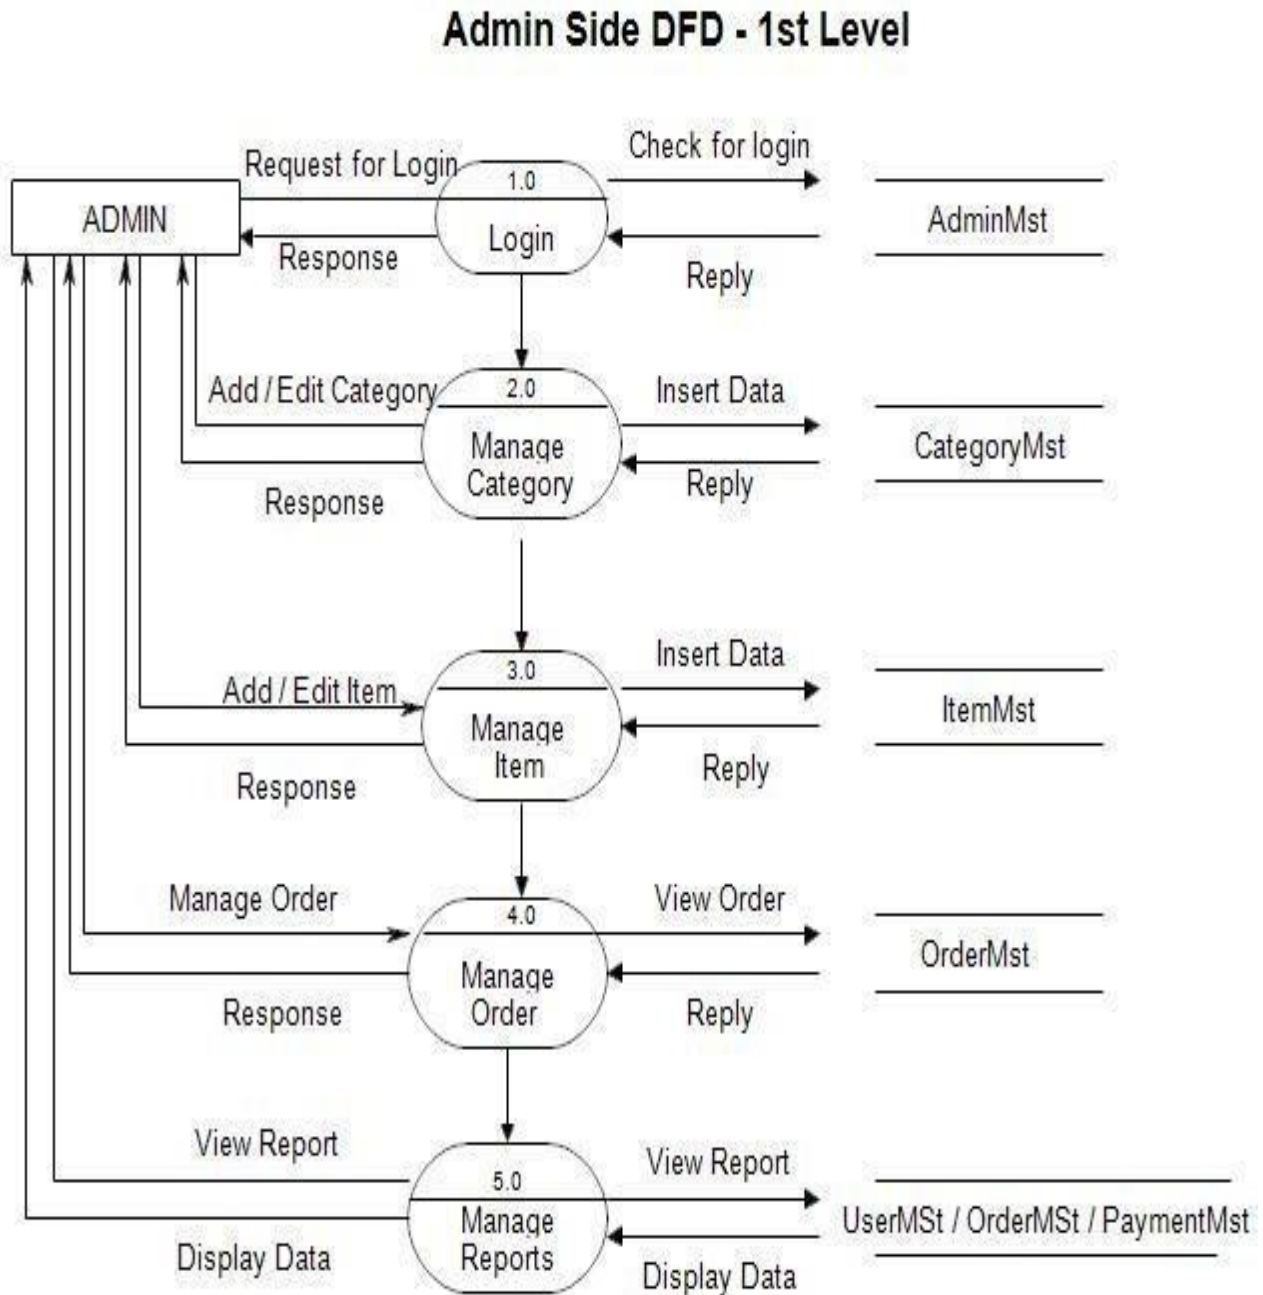 Admin Side DFD - 1st Level
Check for login
Request for Login
1.0
ADMIN
Login
AdminMst
Response
Reply
Add / Edit Category
2.0
Insert Data
Manage
Category
CategoryMst
Response
Reply
Insert Data
3.0
Add / Edit Item
Manage
Item
ItemMst
Response
Reply
Manage Order
4.0
View Order
Manage
Order
OrderMst
Response
Reply
View Report
5.0
View Report
Manage
Reports
UserMSt / OrderMSt / PaymentMst
Display Data
Display Data